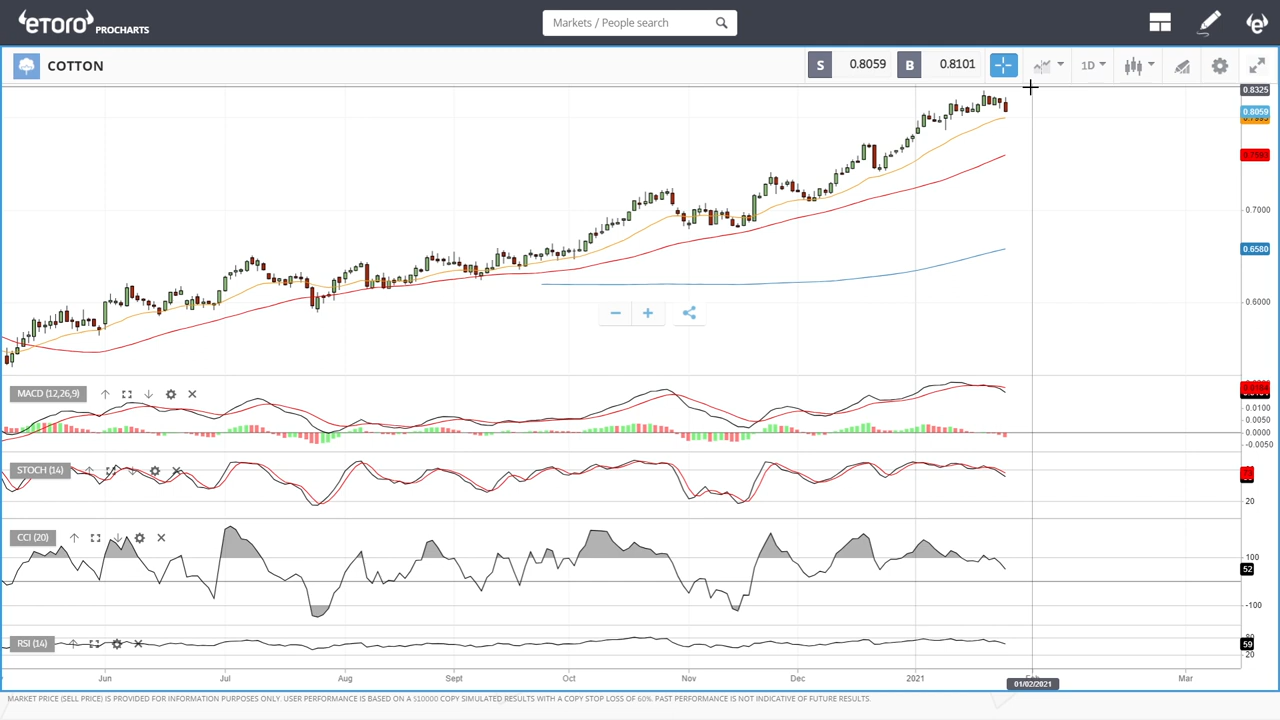 eToro PROCHARTS
Markets / People search
COTTON
S 0.8059 B 0.8101
1D
0.8325
0.8059
0.7000
0.6580
0.6000
MACD (12,26,9)
0.0100
0.0050
0.0000
-0.0050
STOCH (14)
20
CCI (20)
100
52
-100
RSI (14)
80
59
20
Jun Jul Aug Sept Oct Nov Dec 2021 Feb Mar
01/02/2021
MARKET PRICE (SELL PRICE) IS PROVIDED FOR INFORMATION PURPOSES ONLY. USER PERFORMANCE IS BASED ON A $10000 COPY SIMULATED RESULTS WITH A COPY STOP LOSS OF 60%. PAST PERFORMANCE IS NOT INDICATIVE OF FUTURE RESULTS.